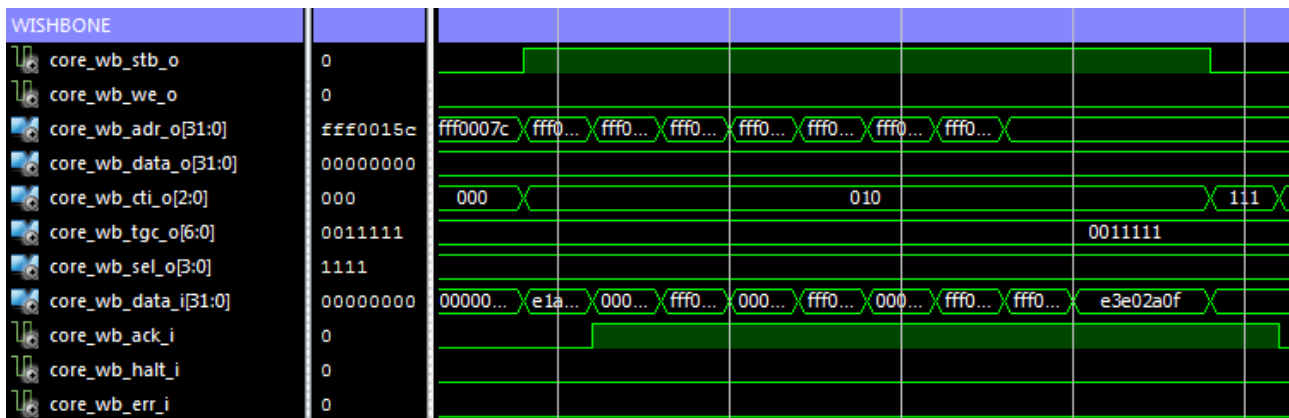 WISHBONE
core_wb_stb_o 0
core_wb_we_o 0
core_wb_adr_o[31:0] fff0015c fff0007c fff0... fff0... fff0... fff0... fff0... fff0... fff0...
core_wb_data_o[31:0] 00000000
core_wb_cti_o[2:0] 000 000 010 111
core_wb_tgc_o[6:0] 0011111 0011111
core_wb_sel_o[3:0] 1111
core_wb_data_i[31:0] 00000000 00000... e1a... 000... fff0... 000... fff0... 000... fff0... fff0... e3e02a0f
core_wb_ack_i 0
core_wb_halt_i 0
core_wb_err_i 0